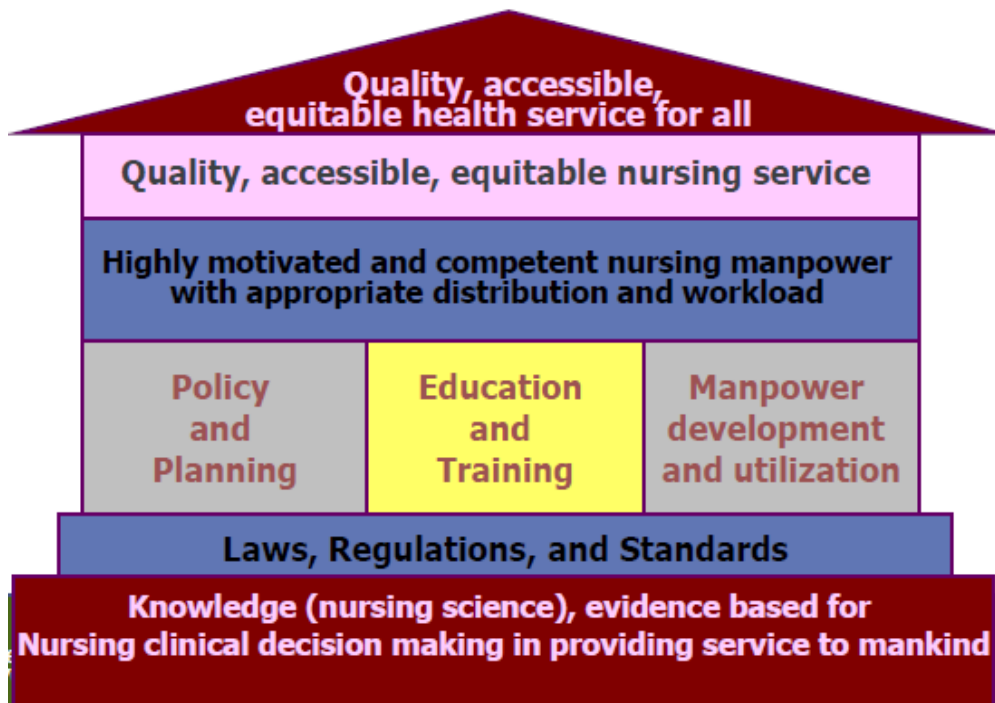 Quality, accessible,
equitable health service for all
Quality, accessible, equitable nursing service
Highly motivated and competent nursing manpower
with appropriate distribution and workload
Policy
and
Planning
Education
and
Training
Manpower
development
and utilization
Laws, Regulations, and Standards
Knowledge (nursing science), evidence based for
Nursing clinical decision making in providing service to mankind